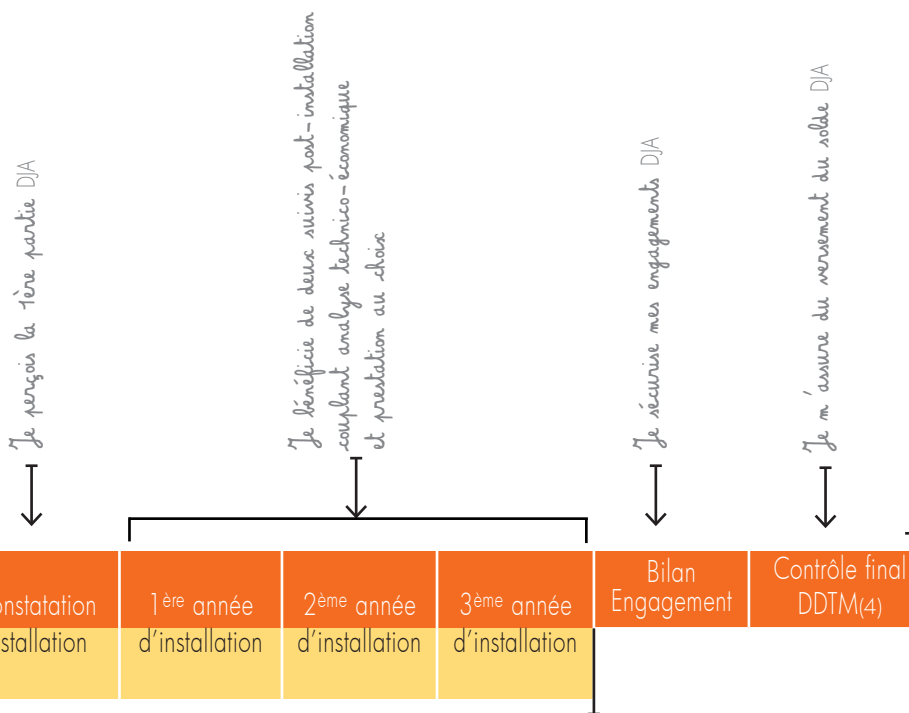 Je perçois la 1ère partie DJA
Je bénéficie de deux suivis post-installation
couplant analyse technico-économique
et prestation au choix
Je sécurise mes engagements DJA
Je m'assure du versement du solde DJA
onstatation
stallation
1ère année
d'installation
2ème année
d'installation
3ème année
d'installation
Bilan
Engagement
Contrôle final
DDTM(4)